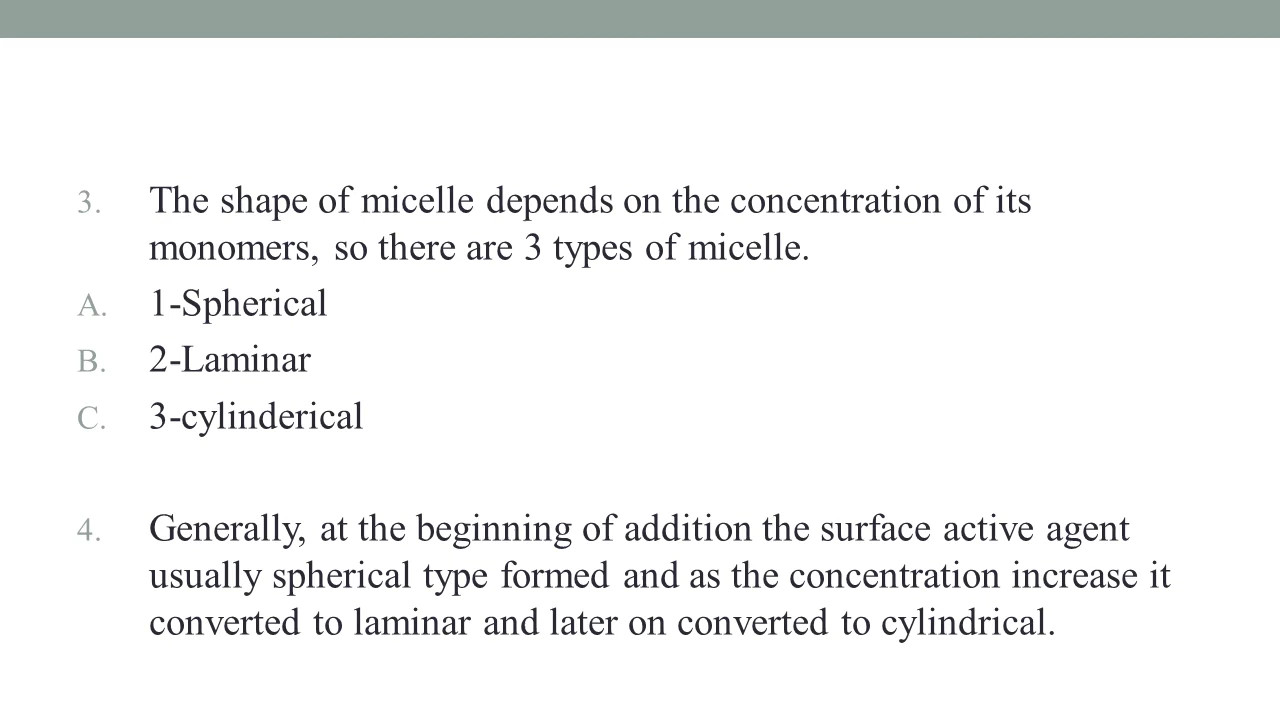 3. The shape of micelle depends on the concentration of its
monomers, so there are 3 types of micelle.
A. 1-Spherical
B. 2-Laminar
C. 3-cylinderical
4. Generally, at the beginning of addition the surface active agent
usually spherical type formed and as the concentration increase it
converted to laminar and later on converted to cylindrical.